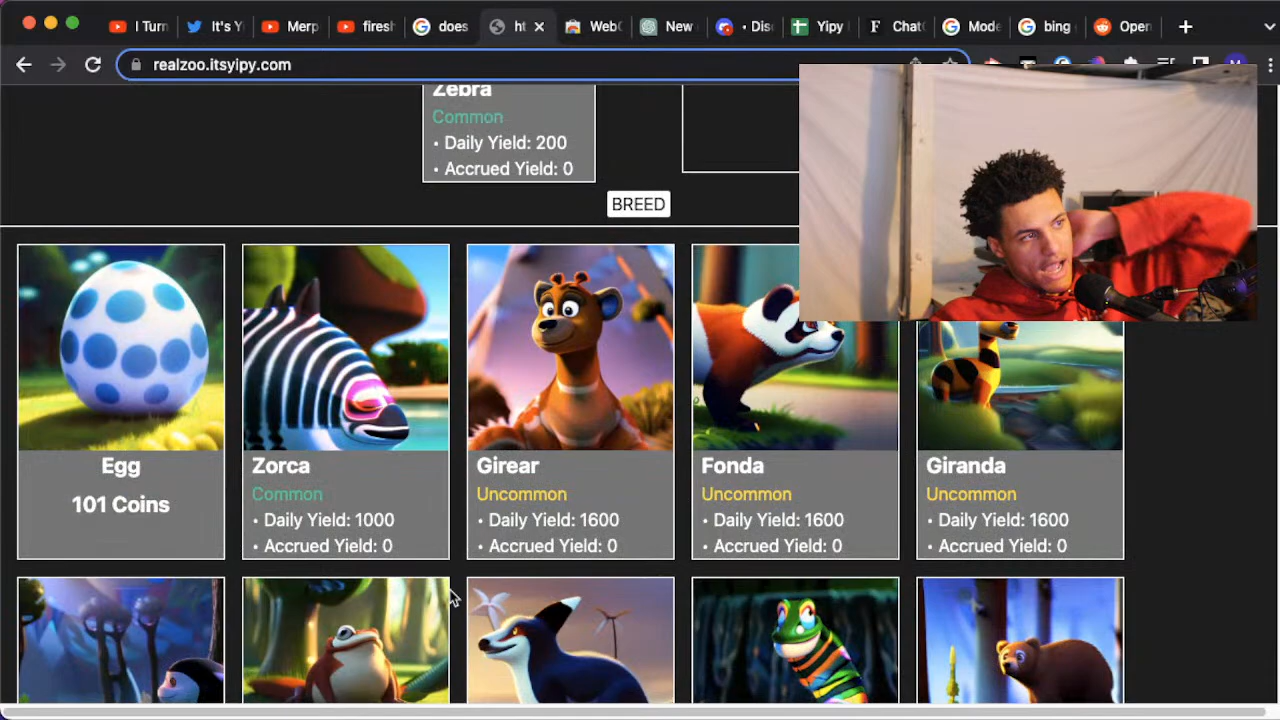 I Turn
It's Y
Merp
firesh
does
ht
Web
New
Disc
Yipy
Chat
Mode
bing
Open
realzoo.itsyipy.com
Zebra
Common
• Daily Yield: 200
• Accrued Yield: 0
BREED
Egg
101 Coins
Zorca
Common
• Daily Yield: 1000
• Accrued Yield: 0
Girear
Uncommon
• Daily Yield: 1600
• Accrued Yield: 0
Fonda
Uncommon
• Daily Yield: 1600
• Accrued Yield: 0
Giranda
Uncommon
• Daily Yield: 1600
• Accrued Yield: 0